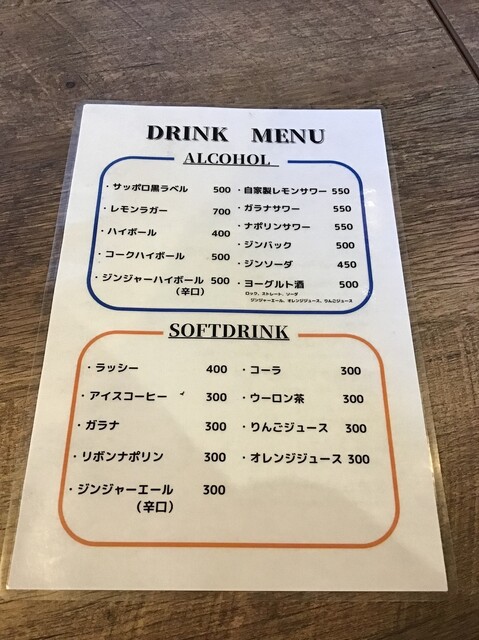 DRINK MENU
ALCOHOL
・サッポロ黒ラベル 500
・レモンラガー 700
・ハイボール 400
・コークハイボール 500
・ジンジャーハイボール 500
(辛口)
・自家製レモンサワー 550
・ガラナサワー 550
・ナポリンサワー 550
・ジンバック 500
・ジンソーダ 450
・ヨーグルト酒 500
ロック、ストレート、ソーダ
ジンジャーエール、オレンジジュース、りんごジュース
SOFTDRINK
・ラッシー 400
・アイスコーヒー 300
・ガラナ 300
・リボンナポリン 300
・ジンジャーエール 300
(辛口)
・コーラ 300
・ウーロン茶 300
・りんごジュース 300
・オレンジジュース 300